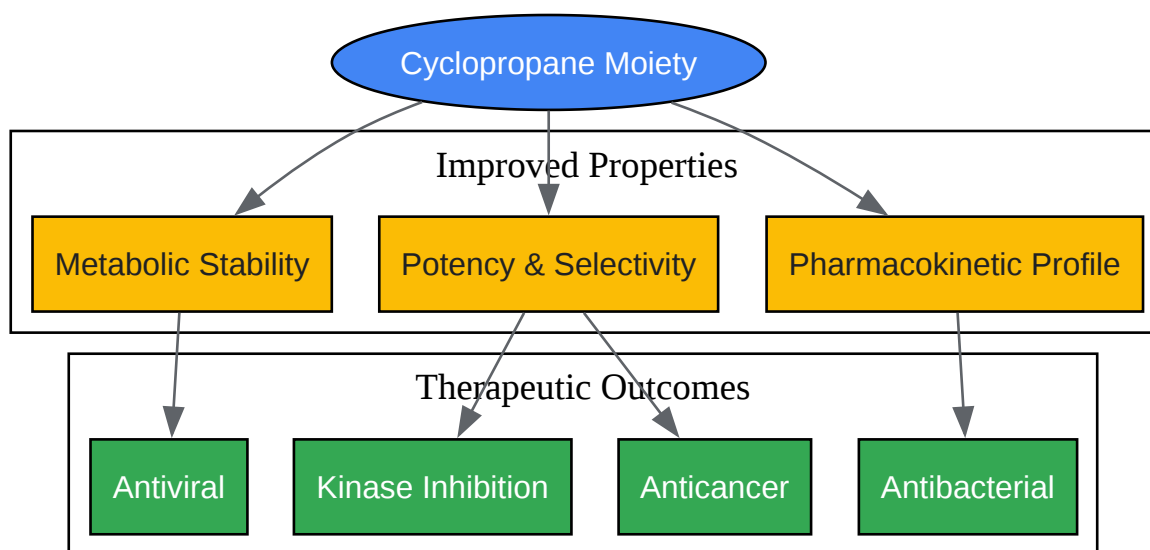 Cyclopropane Moiety
Improved Properties
Metabolic Stability
Potency & Selectivity
Pharmacokinetic Profile
Therapeutic Outcomes
Antiviral
Kinase Inhibition
Anticancer
Antibacterial